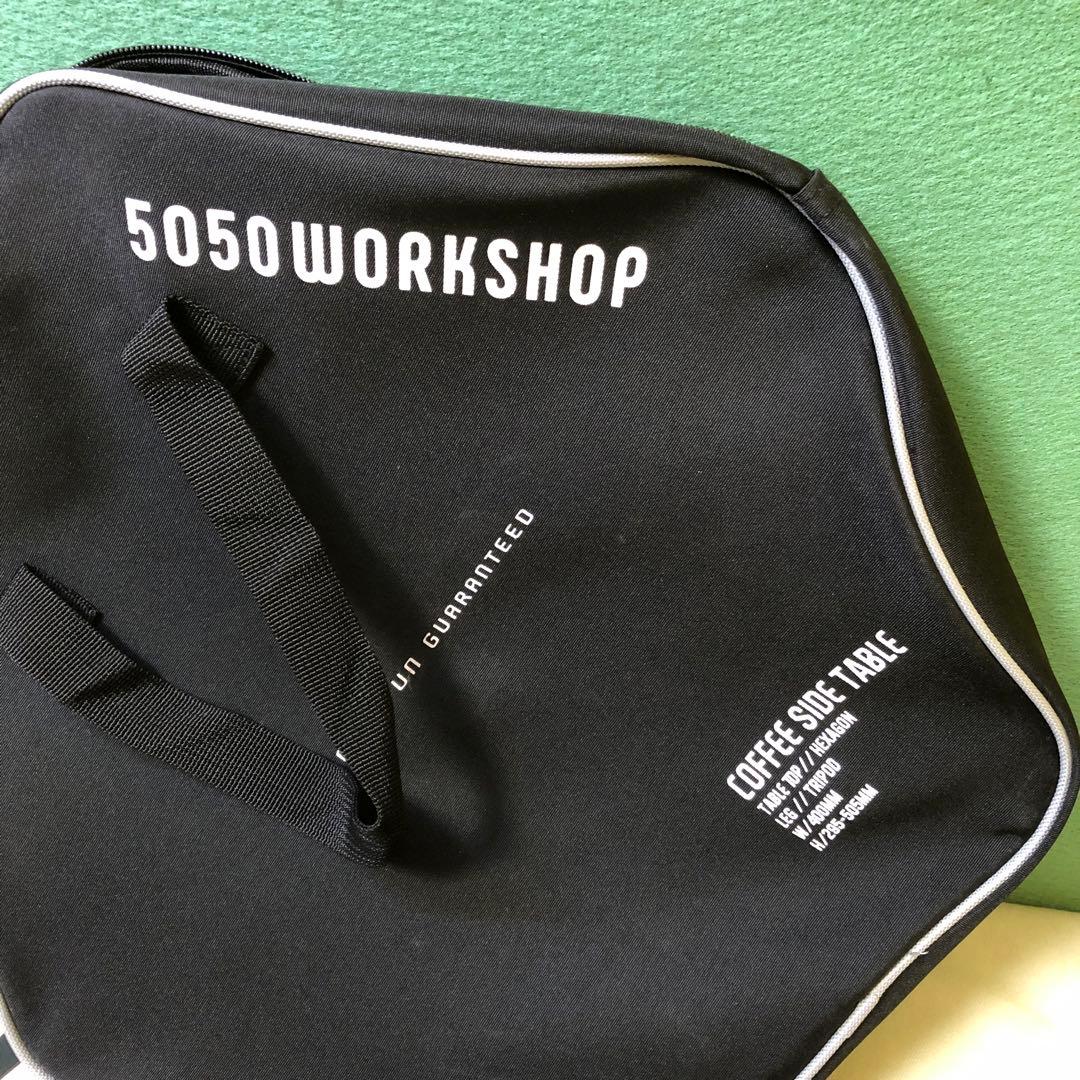 5050WORKSHOP
UN GUARANTEED
COFFEE SIDE TABLE
TABLE TOP//HEXAGON
LEG//TRIPOD
W/400MM
H/285-505MM